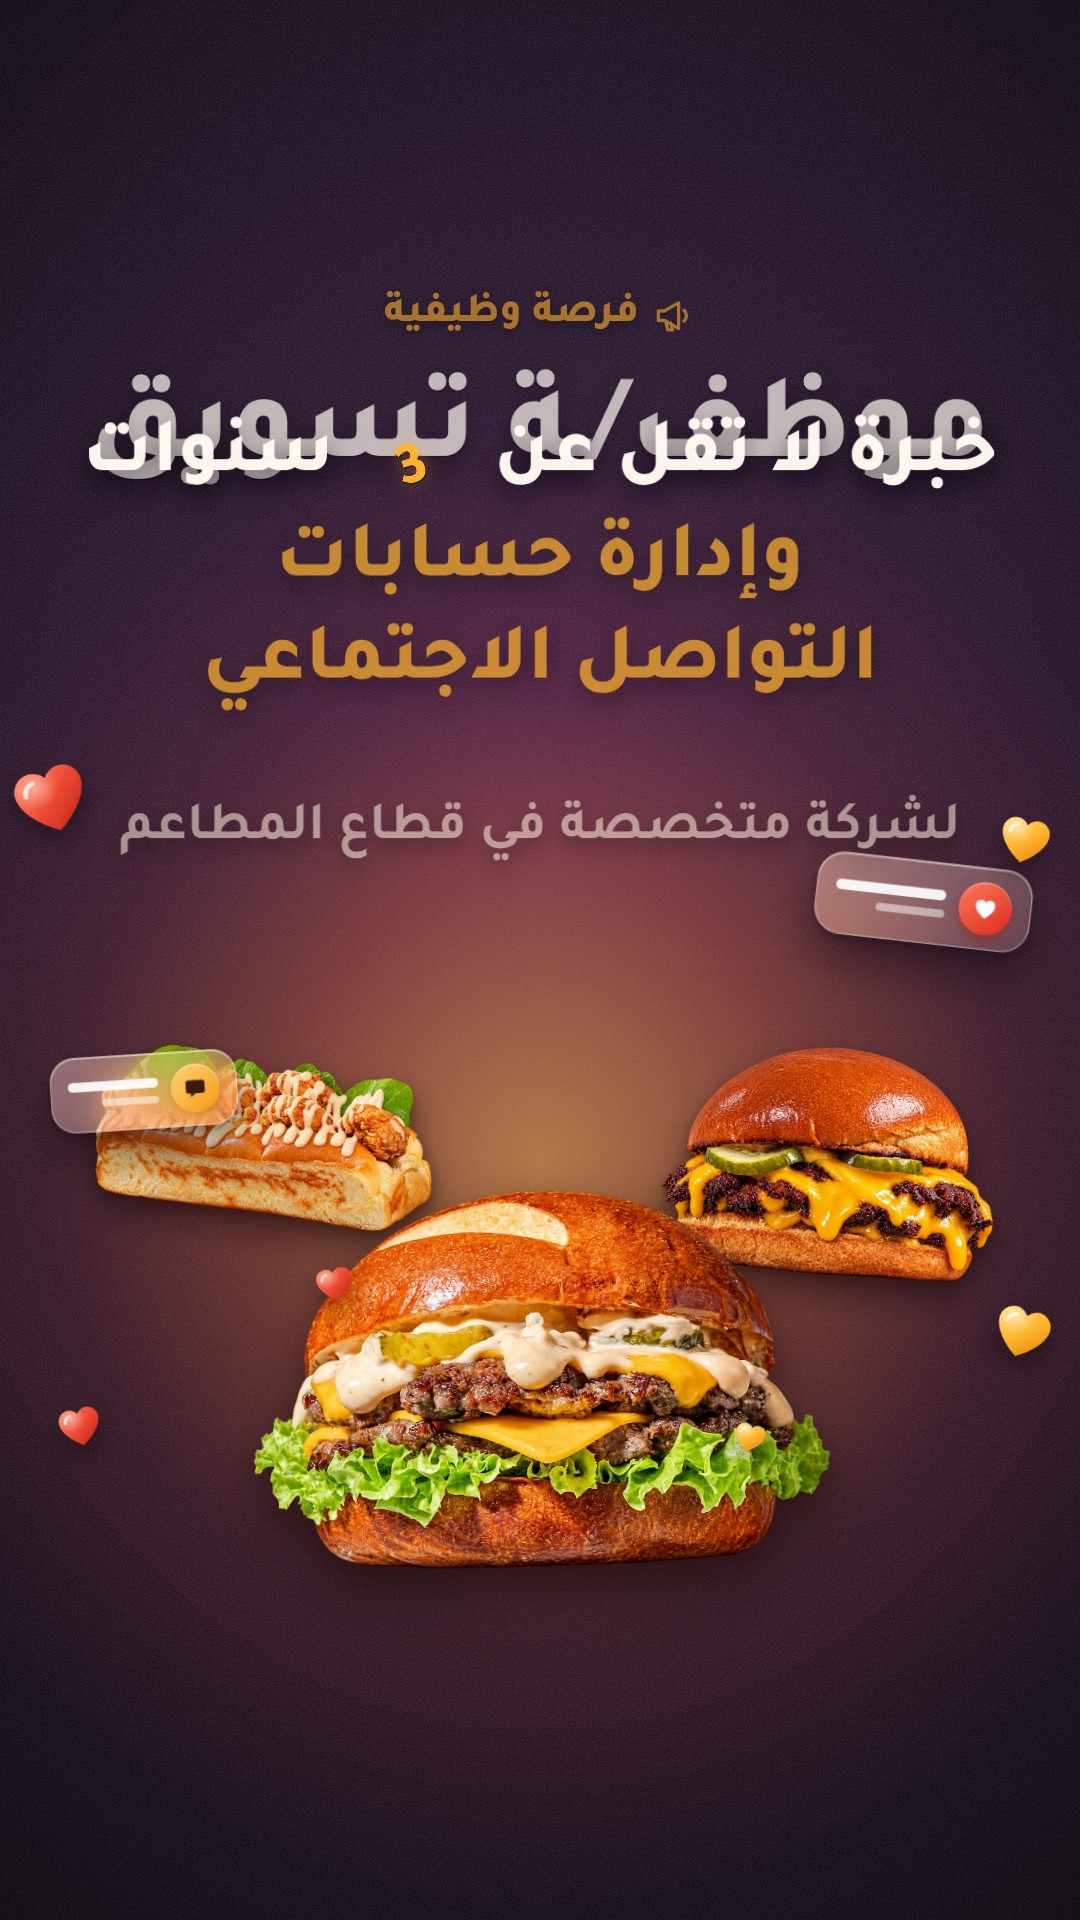 فرصة وظيفية
موظف/ة تسويق
خبرة لا تقل عن 3 سنوات
وإدارة حسابات
التواصل الاجتماعي
لشركة متخصصة في قطاع المطاعم